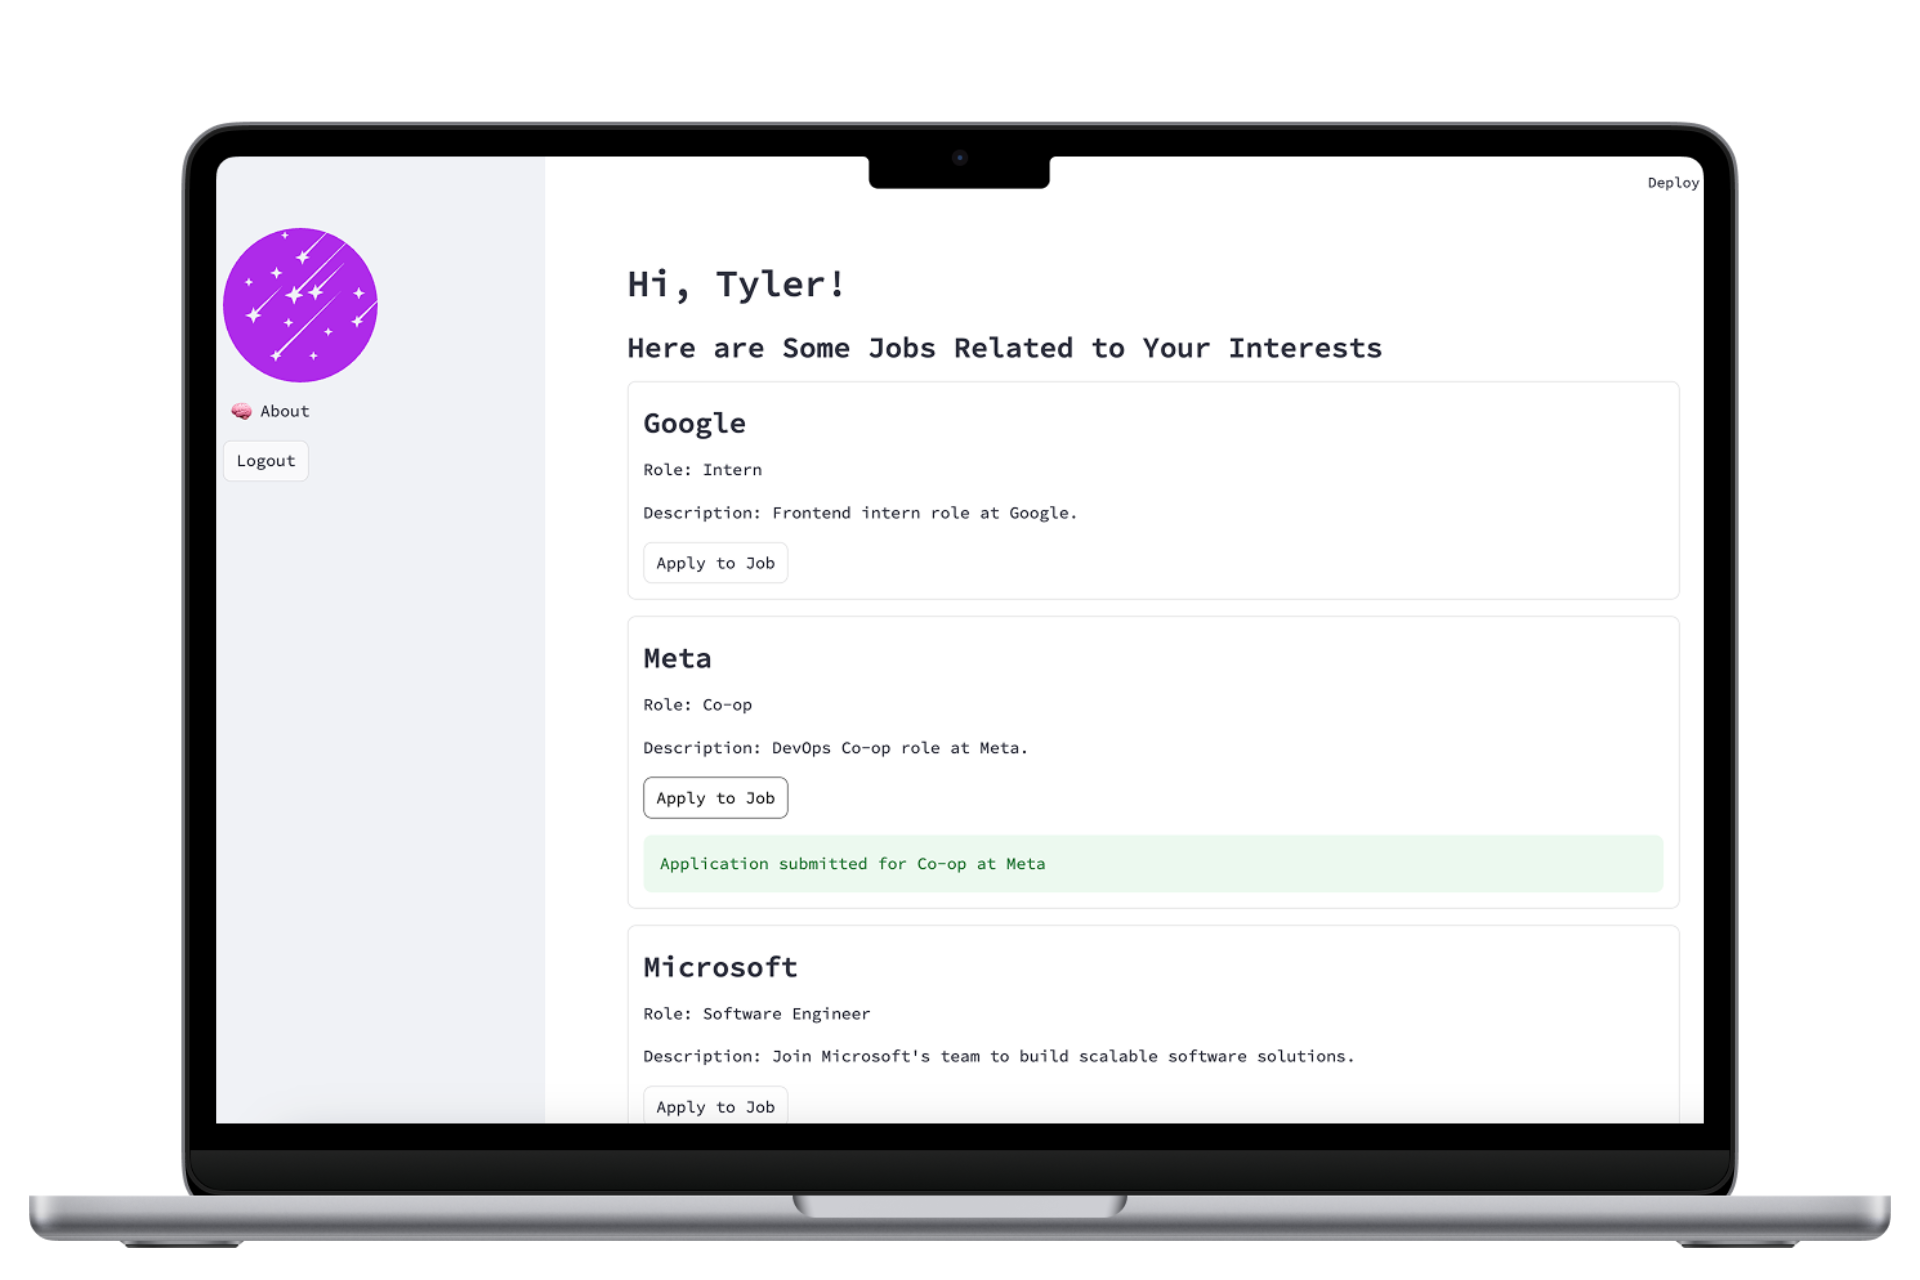 Deploy
🧠 About
Logout
Hi, Tyler!
Here are Some Jobs Related to Your Interests
Google
Role: Intern
Description: Frontend intern role at Google.
Apply to Job
Meta
Role: Co-op
Description: DevOps Co-op role at Meta.
Apply to Job
Application submitted for Co-op at Meta
Microsoft
Role: Software Engineer
Description: Join Microsoft's team to build scalable software solutions.
Apply to Job